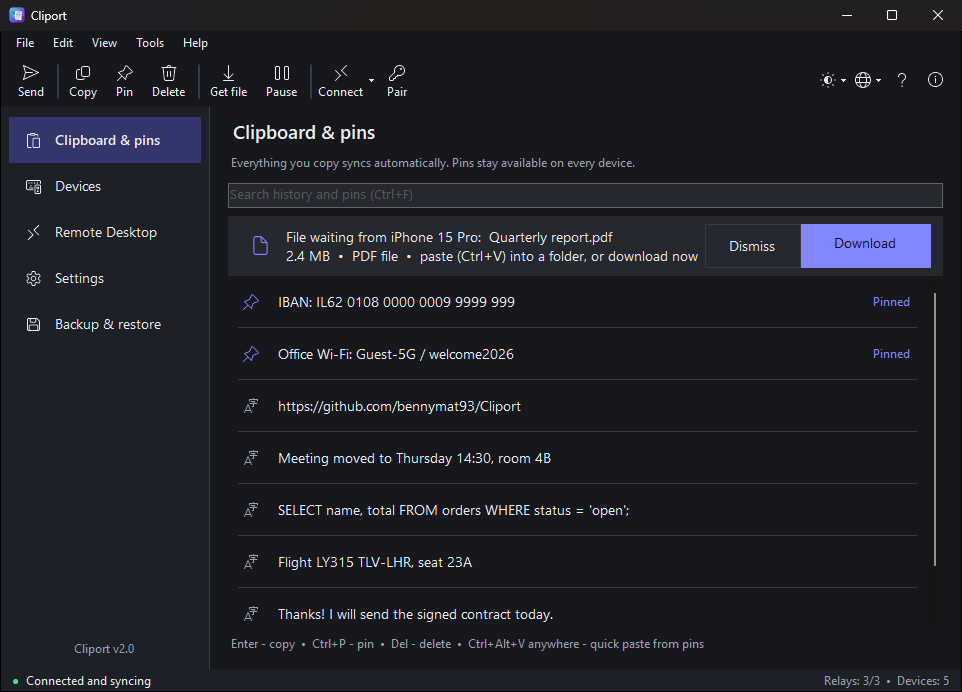 Cliport
File Edit View Tools Help
Send Copy Pin Delete Get file Pause Connect Pair
Clipboard & pins
Devices
Remote Desktop
Settings
Backup & restore
Cliport v2.0
Clipboard & pins
Everything you copy syncs automatically. Pins stay available on every device.
Search history and pins (Ctrl+F)
File waiting from iPhone 15 Pro: Quarterly report.pdf
2.4 MB • PDF file • paste (Ctrl+V) into a folder, or download now
Dismiss Download
IBAN: IL62 0108 0000 0009 9999 999 Pinned
Office Wi-Fi: Guest-5G / welcome2026 Pinned
https://github.com/bennymat93/Cliport
Meeting moved to Thursday 14:30, room 4B
SELECT name, total FROM orders WHERE status = 'open';
Flight LY315 TLV-LHR, seat 23A
Thanks! I will send the signed contract today.
Enter - copy • Ctrl+P - pin • Del - delete • Ctrl+Alt+V anywhere - quick paste from pins
Connected and syncing Relays: 3/3 • Devices: 5